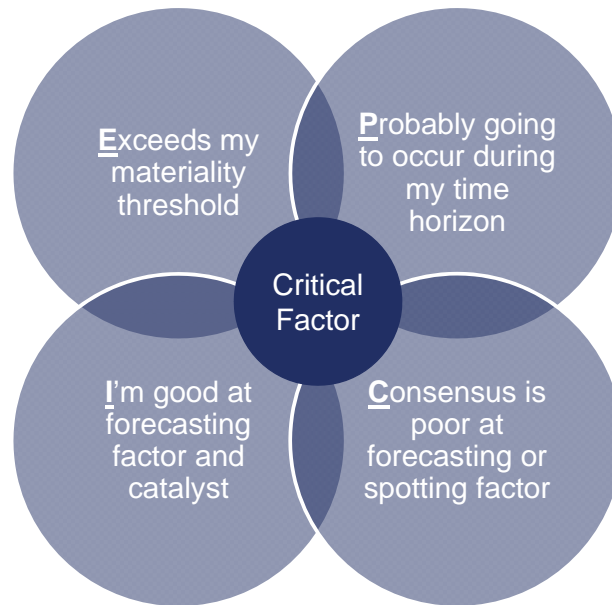 Exceeds my
materiality
threshold
Probably going
to occur during
my time
horizon
Critical
Factor
I'm good at
forecasting
factor and
catalyst
Consensus is
poor at
forecasting or
spotting factor